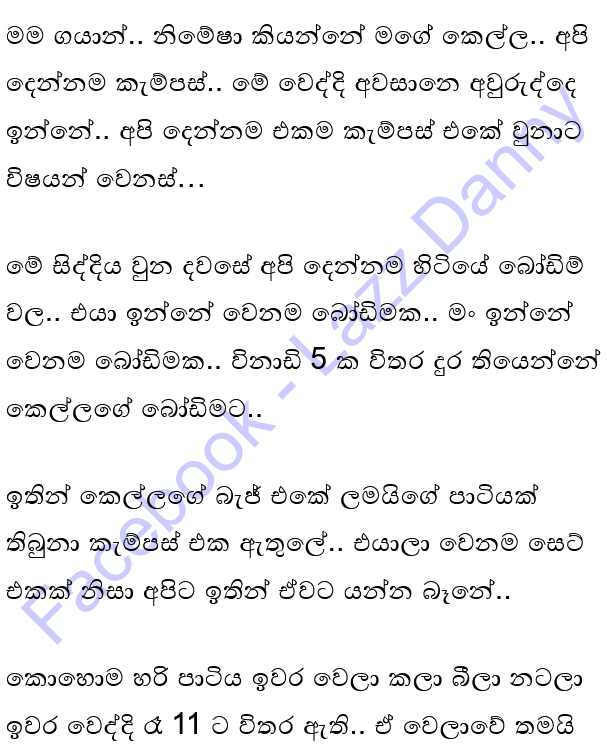 මම ගයාන්.. නිමේෂා කියන්නේ මගේ කෙල්ල.. අපි
දෙන්නම කැම්පස්.. මේ වෙද්දි අවසානෙ අවුරුද්දෙ
ඉන්නේ.. අපි දෙන්නම එකම කැම්පස් එකේ වුනාට
විෂයන් වෙනස්...
මේ සිද්දිය වුන දවසේ අපි දෙන්නම හිටියේ බෝඩිම්
වල.. එයා ඉන්නේ වෙනම බෝඩිමක.. මං ඉන්නේ
වෙනම බෝඩිමක.. විනාඩි 5 ක විතර දුර තියෙන්නේ
කෙල්ලගේ බෝඩිමට..
ඉතින් කෙල්ලගේ බැජ් එකේ ලමයිගේ පාටියක්
තිබුනා කැම්පස් එක ඇතුලේ.. එයාලා වෙනම සෙට්
එකක් නිසා අපිට ඉතින් ඒවට යන්න බෑනේ..
කොහොම හරි පාටිය ඉවර වෙලා කලා බීලා නටලා
ඉවර වෙද්දි රෑ 11 ට විතර ඇති.. ඒ වෙලාවේ තමයි
Facebook - Lazz Danny